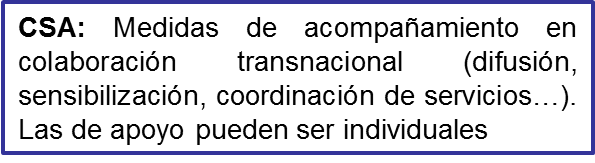 CSA: Medidas de acompañamiento en
colaboración transnacional (difusión,
sensibilización, coordinación de servicios…).
Las de apoyo pueden ser individuales